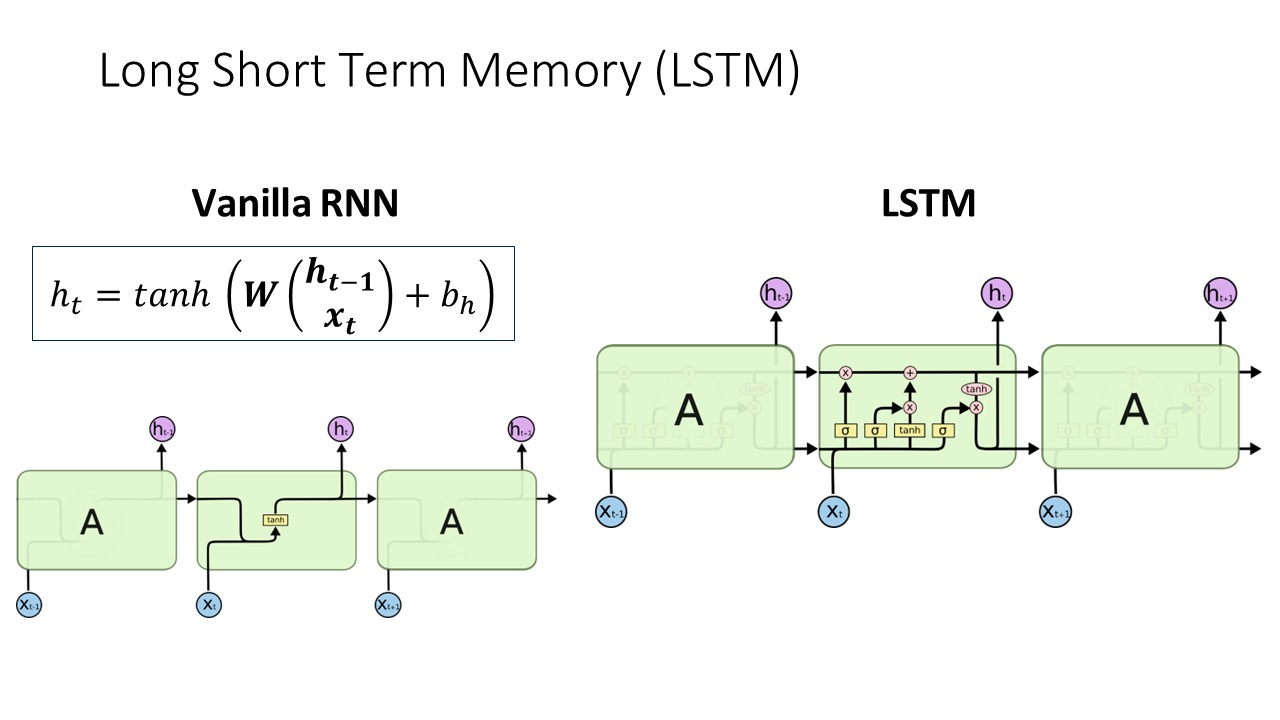 Long Short Term Memory (LSTM)
Vanilla RNN
h_t = tanh (W (h_{t−1} x_t) + b_h)
h_{t-1} h_t h_{t+1}
A tanh A
x_{t-1} x_t x_{t+1}
LSTM
h_{t-1} h_t h_{t+1}
x + tanh x x
A σ σ tanh σ A
x_{t-1} x_t x_{t+1}